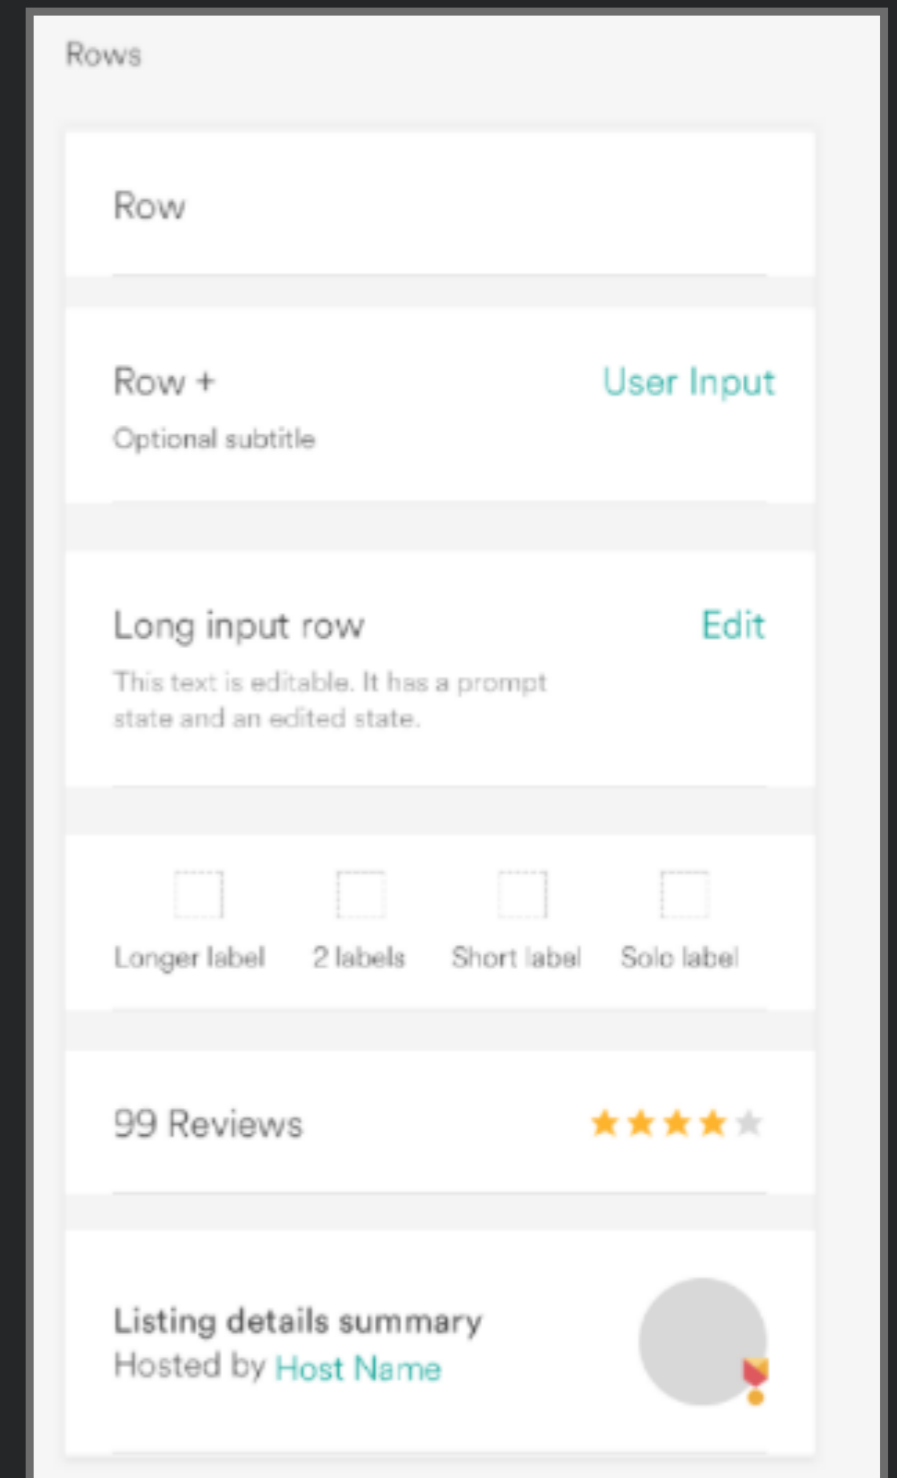 Rows
Row
Row +
User Input
Optional subtitle
Long input row
Edit
This text is editable. It has a prompt
state and an edited state.
Longer label
2 labels
Short label
Solo label
99 Reviews
Listing details summary
Hosted by Host Name